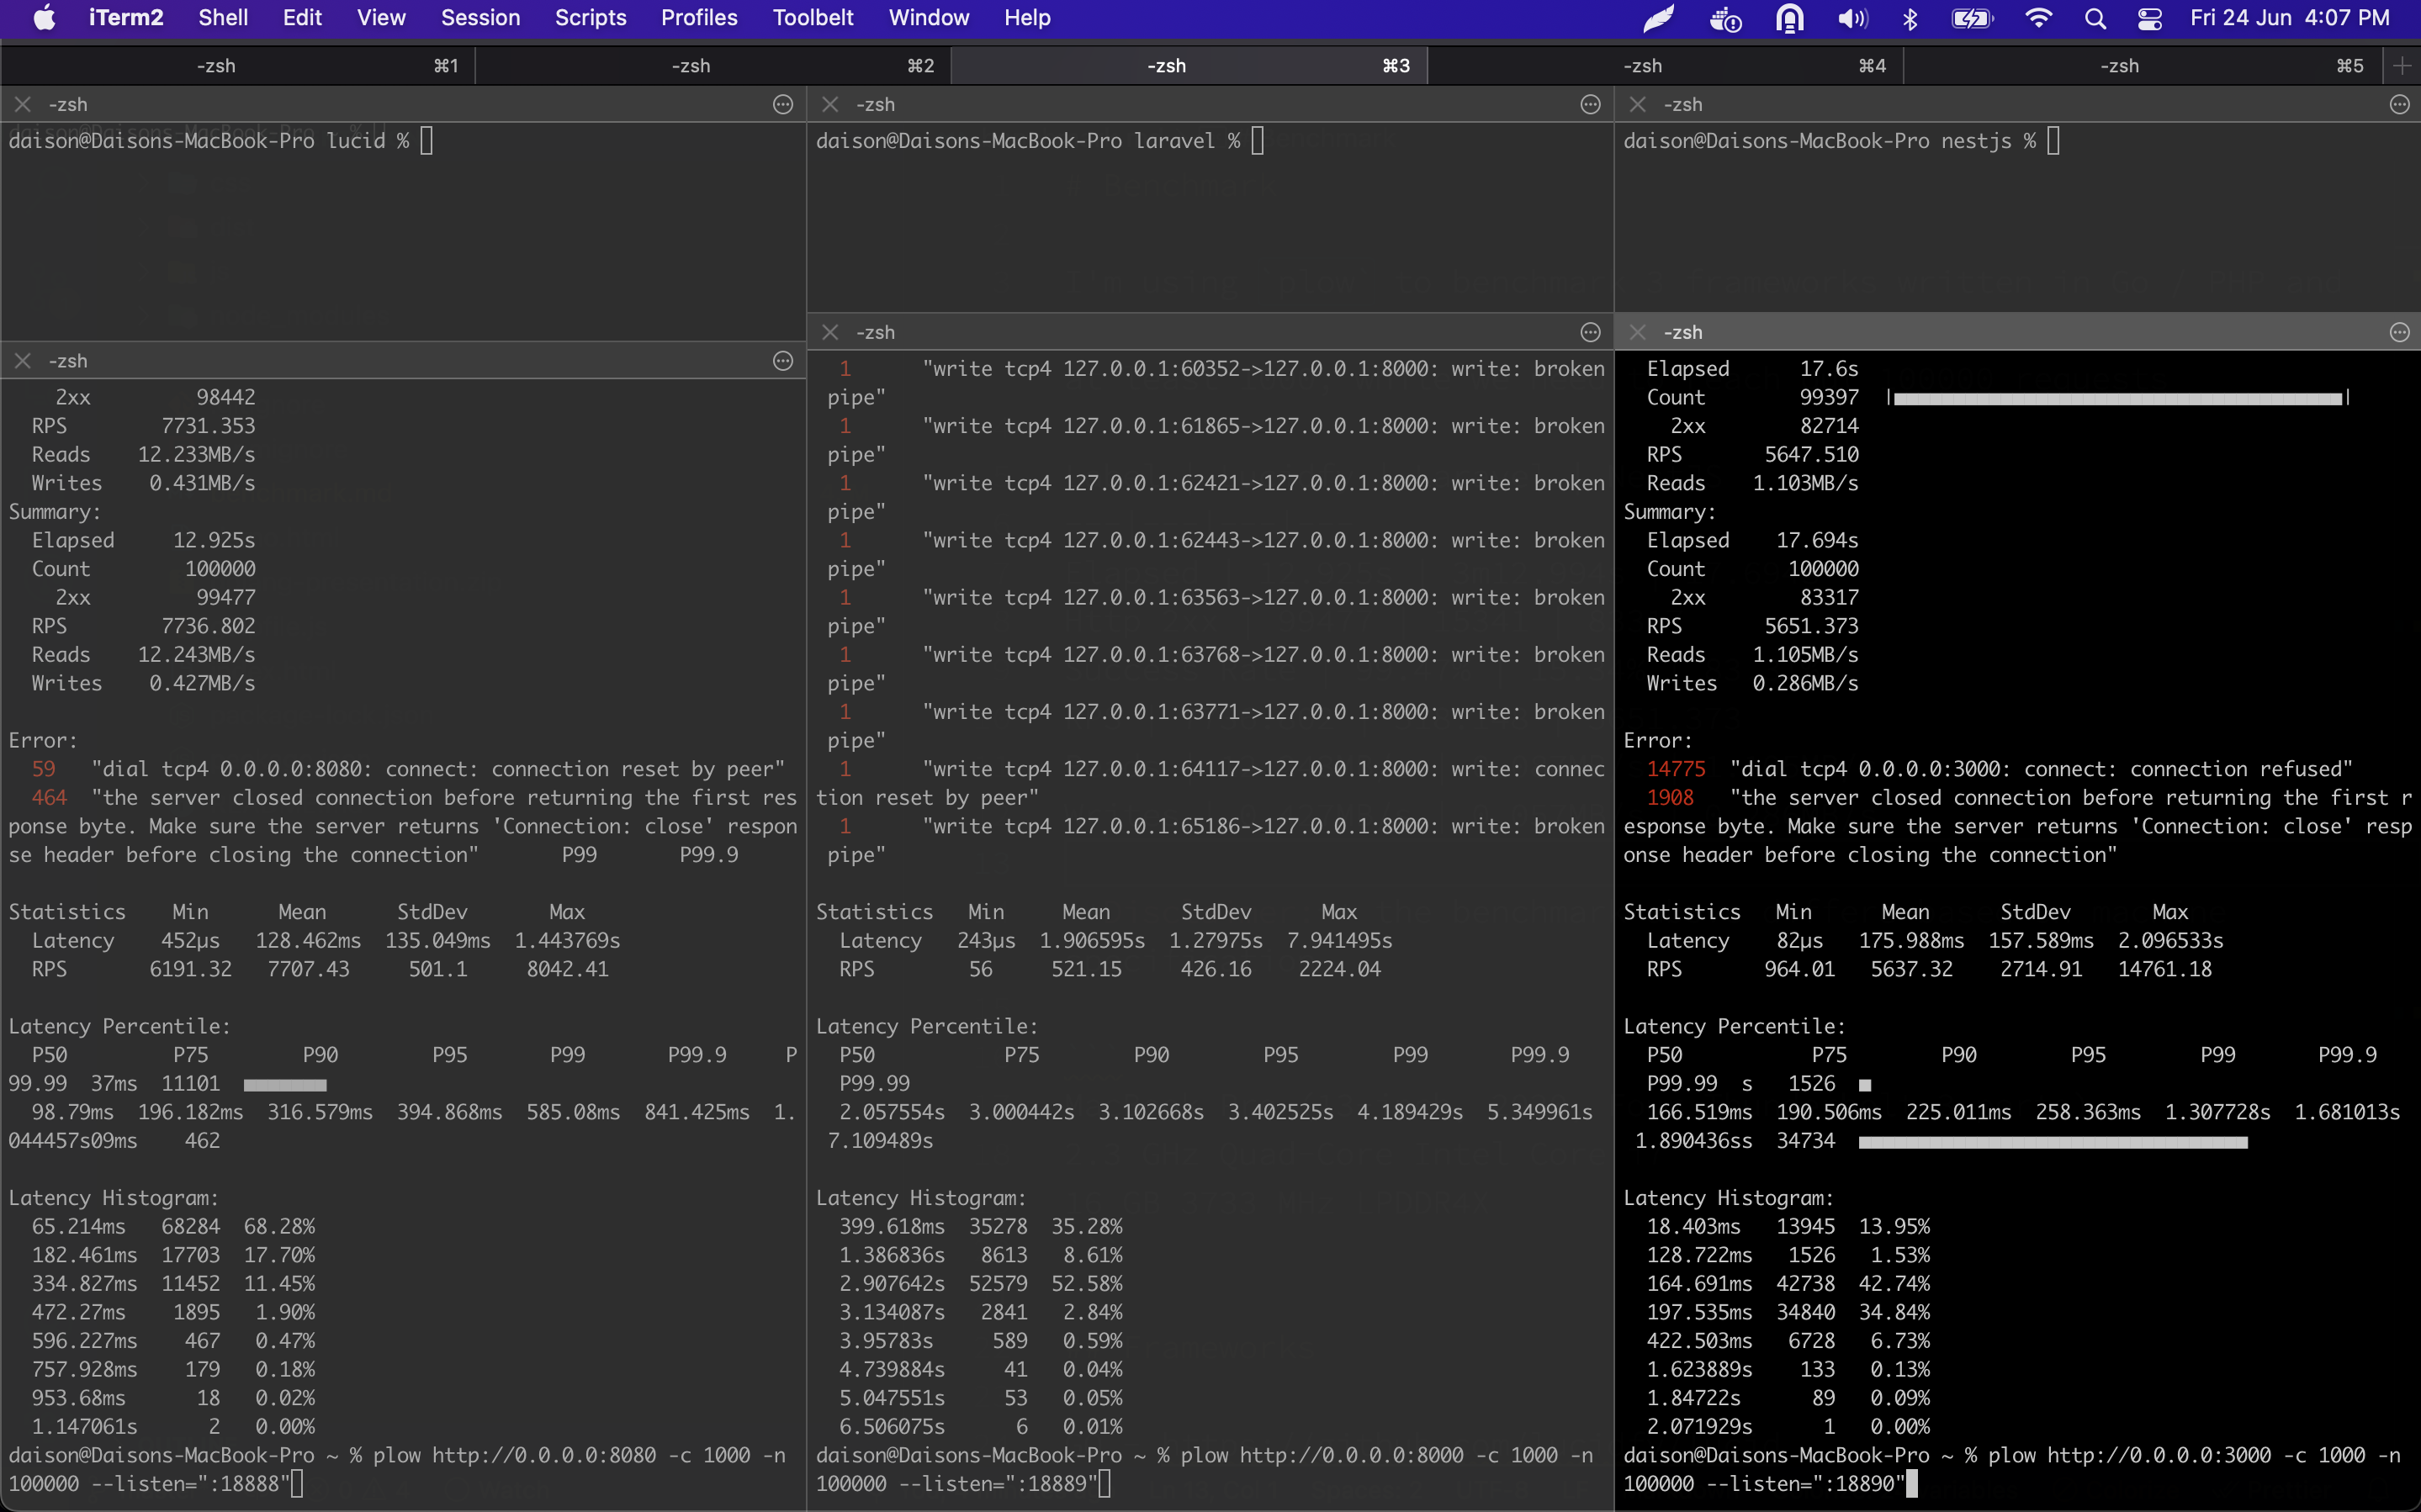 iTerm2 Shell Edit View Session Scripts Profiles Toolbelt Window Help Fri 24 Jun 4:07 PM
-zsh ⌘1 -zsh ⌘2 -zsh ⌘3 -zsh ⌘4 -zsh ⌘5
-zsh
daison@Daisons-MacBook-Pro lucid %
-zsh
2xx 98442
RPS 7731.353
Reads 12.233MB/s
Writes 0.431MB/s
Summary:
Elapsed 12.925s
Count 100000
2xx 99477
RPS 7736.802
Reads 12.243MB/s
Writes 0.427MB/s
Error:
59 "dial tcp4 0.0.0.0:8080: connect: connection reset by peer"
464 "the server closed connection before returning the first res
ponse byte. Make sure the server returns 'Connection: close' respon
se header before closing the connection" P99 P99.9
Statistics Min Mean StdDev Max
Latency 452µs 128.462ms 135.049ms 1.443769s
RPS 6191.32 7707.43 501.1 8042.41
Latency Percentile:
P50 P75 P90 P95 P99 P99.9 P
99.99 37ms 11101
98.79ms 196.182ms 316.579ms 394.868ms 585.08ms 841.425ms 1.
044457s09ms 462
Latency Histogram:
65.214ms 68284 68.28%
182.461ms 17703 17.70%
334.827ms 11452 11.45%
472.27ms 1895 1.90%
596.227ms 467 0.47%
757.928ms 179 0.18%
953.68ms 18 0.02%
1.147061s 2 0.00%
daison@Daisons-MacBook-Pro ~ % plow http://0.0.0.0:8080 -c 1000 -n
100000 --listen=":18888"
-zsh
daison@Daisons-MacBook-Pro laravel %
-zsh
1 "write tcp4 127.0.0.1:60352->127.0.0.1:8000: write: broken
pipe"
1 "write tcp4 127.0.0.1:61865->127.0.0.1:8000: write: broken
pipe"
1 "write tcp4 127.0.0.1:62421->127.0.0.1:8000: write: broken
pipe"
1 "write tcp4 127.0.0.1:62443->127.0.0.1:8000: write: broken
pipe"
1 "write tcp4 127.0.0.1:63563->127.0.0.1:8000: write: broken
pipe"
1 "write tcp4 127.0.0.1:63768->127.0.0.1:8000: write: broken
pipe"
1 "write tcp4 127.0.0.1:63771->127.0.0.1:8000: write: broken
pipe"
1 "write tcp4 127.0.0.1:64117->127.0.0.1:8000: write: connec
tion reset by peer"
1 "write tcp4 127.0.0.1:65186->127.0.0.1:8000: write: broken
pipe"
Statistics Min Mean StdDev Max
Latency 243µs 1.906595s 1.27975s 7.941495s
RPS 56 521.15 426.16 2224.04
Latency Percentile:
P50 P75 P90 P95 P99 P99.9
P99.99
2.057554s 3.000442s 3.102668s 3.402525s 4.189429s 5.349961s
7.109489s
Latency Histogram:
399.618ms 35278 35.28%
1.386836s 8613 8.61%
2.907642s 52579 52.58%
3.134087s 2841 2.84%
3.95783s 589 0.59%
4.739884s 41 0.04%
5.047551s 53 0.05%
6.506075s 6 0.01%
daison@Daisons-MacBook-Pro ~ % plow http://0.0.0.0:8000 -c 1000 -n
100000 --listen=":18889"
-zsh
daison@Daisons-MacBook-Pro nestjs %
-zsh
Elapsed 17.6s
Count 99397
2xx 82714
RPS 5647.510
Reads 1.103MB/s
Summary:
Elapsed 17.694s
Count 100000
2xx 83317
RPS 5651.373
Reads 1.105MB/s
Writes 0.286MB/s
Error:
14775 "dial tcp4 0.0.0.0:3000: connect: connection refused"
1908 "the server closed connection before returning the first r
esponse byte. Make sure the server returns 'Connection: close' resp
onse header before closing the connection"
Statistics Min Mean StdDev Max
Latency 82µs 175.988ms 157.589ms 2.096533s
RPS 964.01 5637.32 2714.91 14761.18
Latency Percentile:
P50 P75 P90 P95 P99 P99.9
P99.99 s 1526
166.519ms 190.506ms 225.011ms 258.363ms 1.307728s 1.681013s
1.890436ss 34734
Latency Histogram:
18.403ms 13945 13.95%
128.722ms 1526 1.53%
164.691ms 42738 42.74%
197.535ms 34840 34.84%
422.503ms 6728 6.73%
1.623889s 133 0.13%
1.84722s 89 0.09%
2.071929s 1 0.00%
daison@Daisons-MacBook-Pro ~ % plow http://0.0.0.0:3000 -c 1000 -n
100000 --listen=":18890"